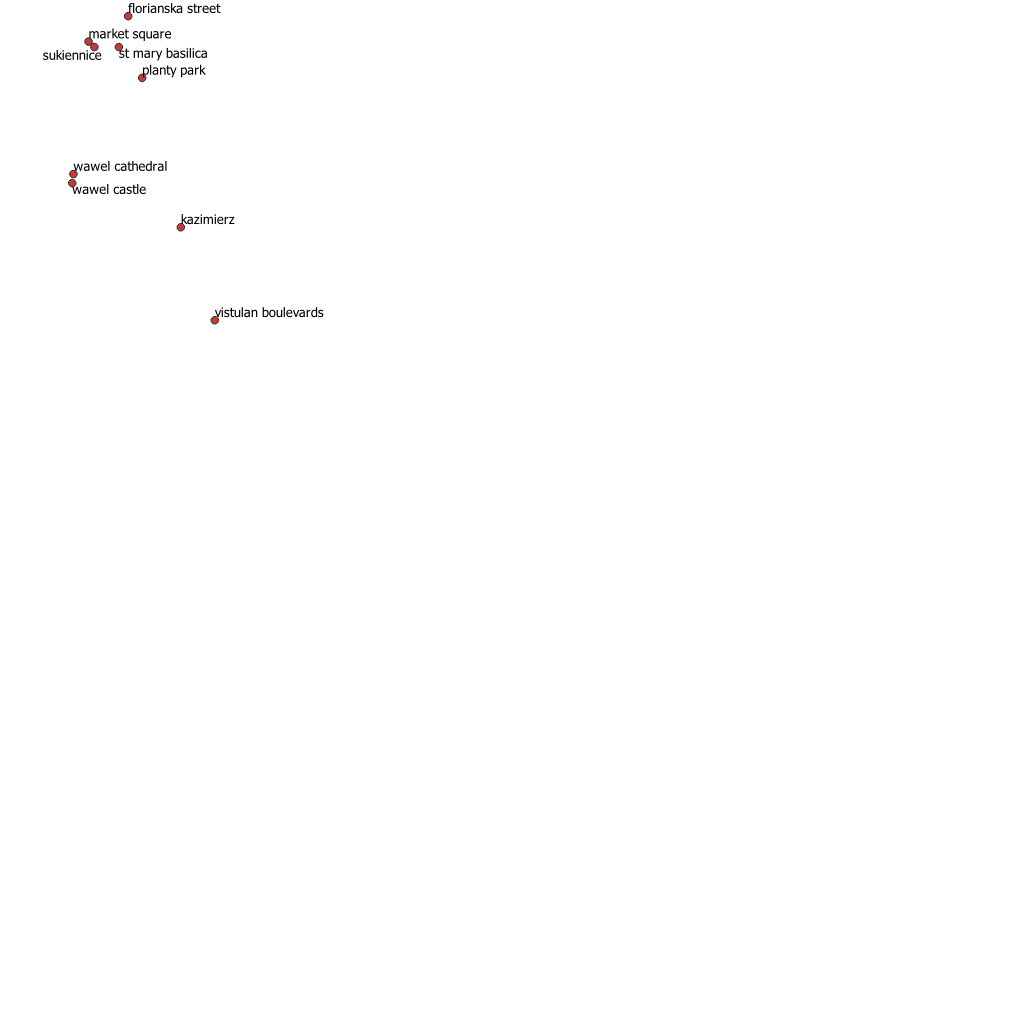 florianska street
market square
sukiennice
st mary basilica
planty park
wawel cathedral
wawel castle
kazimierz
vistulan boulevards